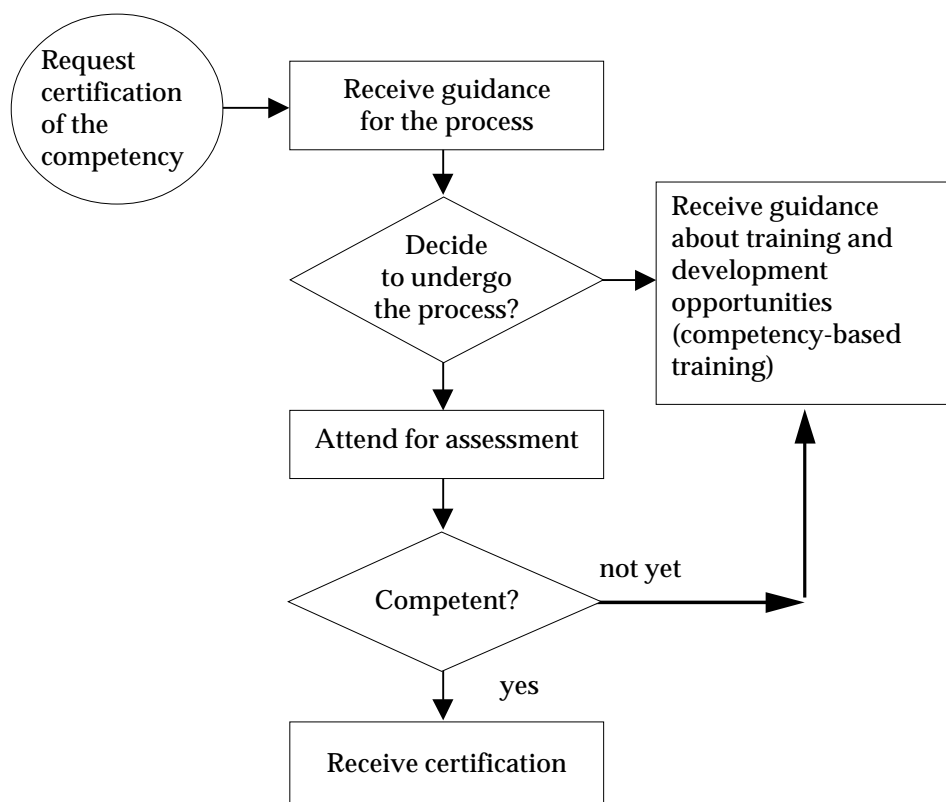 Request
certification
of the
competency
Receive guidance
for the process
Decide
to undergo
the process?
Receive guidance
about training and
development
opportunities
(competency-based
training)
Attend for assessment
Competent?
not yet
yes
Receive certification